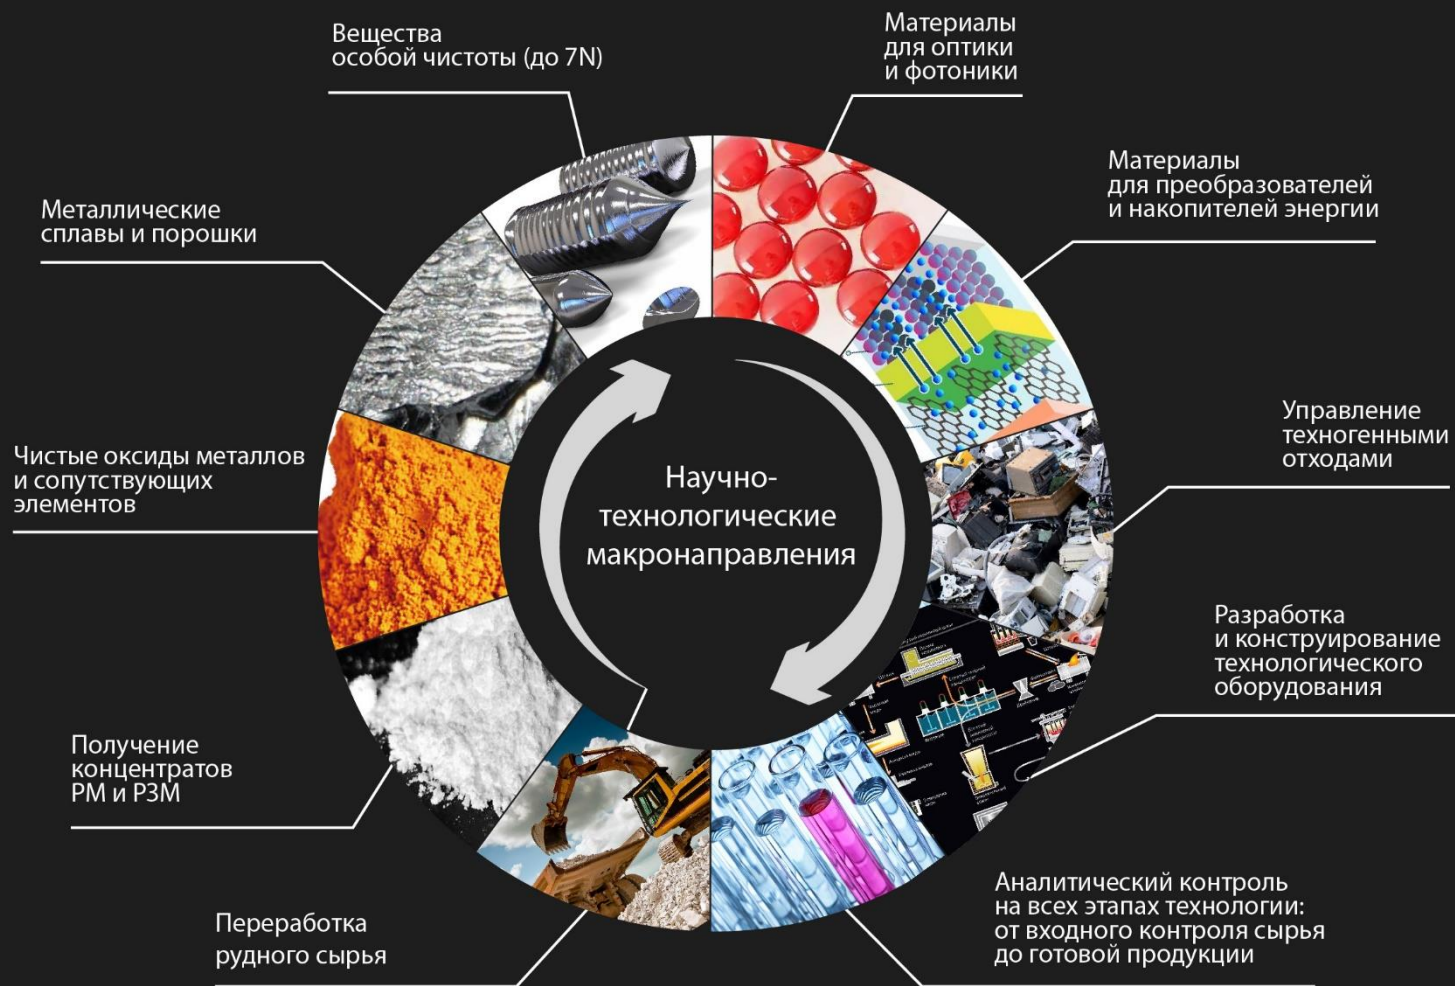 Вещества
особой чистоты (до 7N)
Материалы
для оптики
и фотоники
Материалы
для преобразователей
и накопителей энергии
Управление
техногенными
отходами
Разработка
и конструирование
технологического
оборудования
Аналитический контроль
на всех этапах технологии:
от входного контроля сырья
до готовой продукции
Переработка
рудного сырья
Получение
концентратов
РМ и РЗМ
Чистые оксиды металлов
и сопутствующих
элементов
Металлические
сплавы и порошки
Научно-
технологические
макронаправления